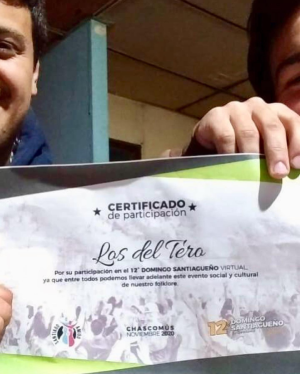 CERTIFICADO
de participación
Los del Téro
Por su participación en el 12° DOMINGO SANTIAGUEÑO VIRTUAL,
ya que entre todos podemos llevar adelante este evento social y cultural
de nuestro folklore.
CHASCOMÚS
NOVIEMBRE 2020
12° DOMINGO
SANTIAGUEÑO